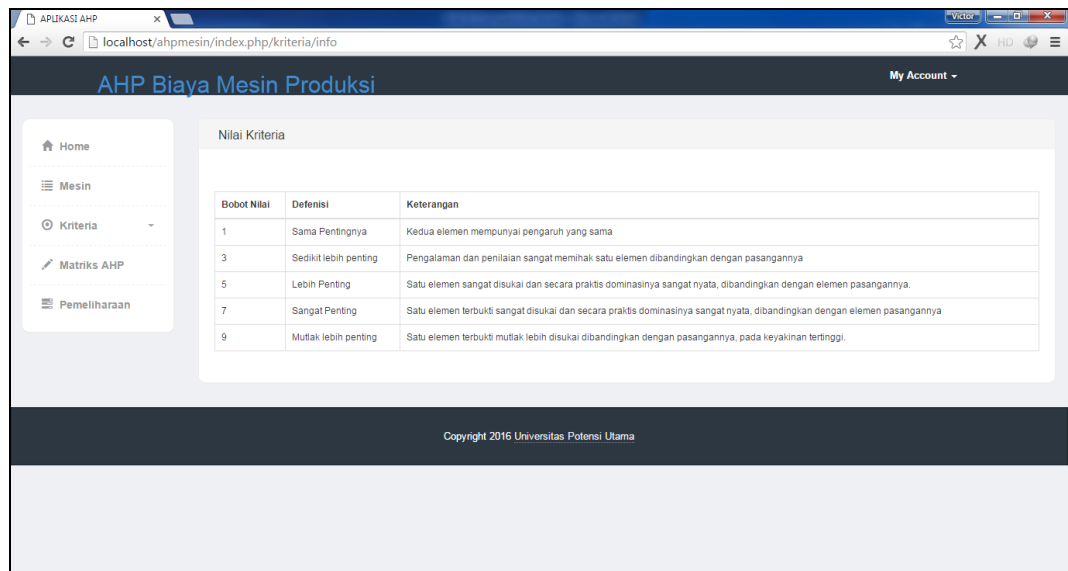 APLIKASI AHP
Victor
localhost/ahpmesin/index.php/kriteria/info
HD
AHP Biaya Mesin Produksi
My Account
Home
Mesin
Kriteria
Matriks AHP
Pemeliharaan
Nilai Kriteria
Bobot Nilai Defenisi Keterangan
1 Sama Pentingnya Kedua elemen mempunyai pengaruh yang sama
3 Sedikit lebih penting Pengalaman dan penilaian sangat memihak satu elemen dibandingkan dengan pasangannya
5 Lebih Penting Satu elemen sangat disukai dan secara praktis dominasinya sangat nyata, dibandingkan dengan elemen pasangannya.
7 Sangat Penting Satu elemen terbukti sangat disukai dan secara praktis dominasinya sangat nyata, dibandingkan dengan elemen pasangannya
9 Mutlak lebih penting Satu elemen terbukti mutlak lebih disukai dibandingkan dengan pasangannya, pada keyakinan tertinggi.
Copyright 2016 Universitas Potensi Utama